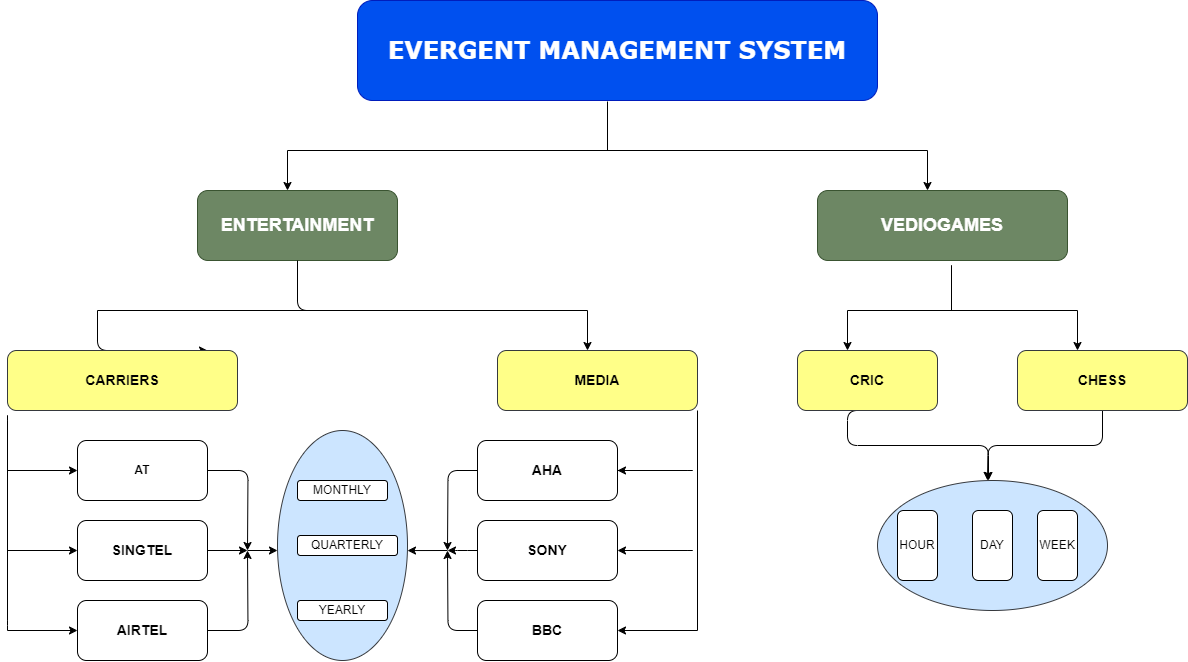 EVERGENT MANAGEMENT SYSTEM
ENTERTAINMENT
VEDIOGAMES
CARRIERS
MEDIA
CRIC
CHESS
AT
MONTHLY
AHA
SINGTEL
QUARTERLY
SONY
HOUR
DAY
WEEK
AIRTEL
YEARLY
BBC